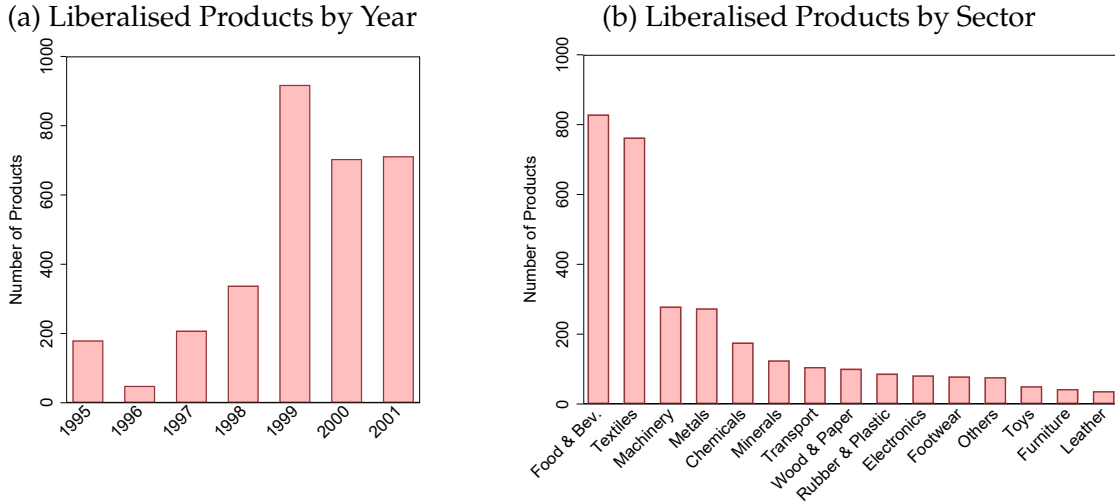 (a) Liberalised Products by Year
1000
800
600
400
200
0
Number of Products
1995
1996
1997
1998
1999
2000
2001
(b) Liberalised Products by Sector
1000
800
600
400
200
0
Number of Products
Food & Bev.
Textiles
Machinery
Metals
Chemicals
Minerals
Transport
Wood & Paper
Rubber & Plastic
Electronics
Footwear
Others
Toys
Furniture
Leather